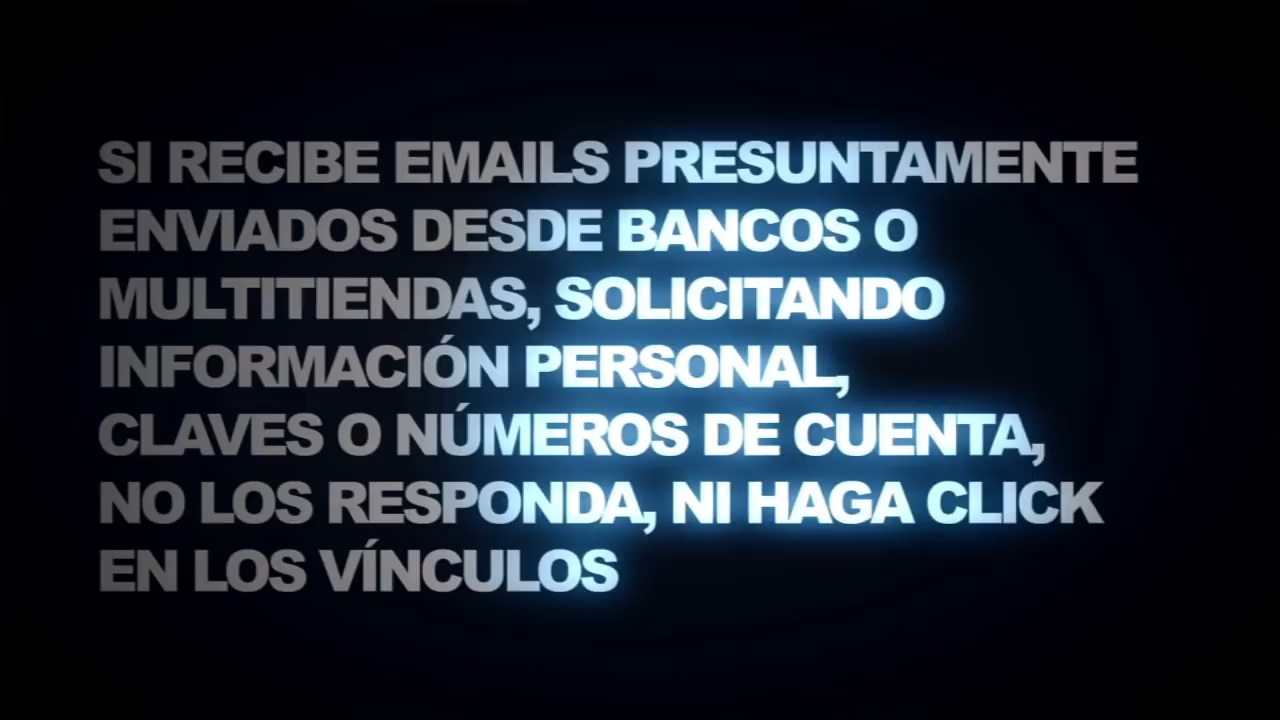 SI RECIBE EMAILS PRESUNTAMENTE
ENVIADOS DESDE BANCOS O
MULTITIENDAS, SOLICITANDO
INFORMACIÓN PERSONAL,
CLAVES O NÚMEROS DE CUENTA,
NO LOS RESPONDA, NI HAGA CLICK
EN LOS VÍNCULOS